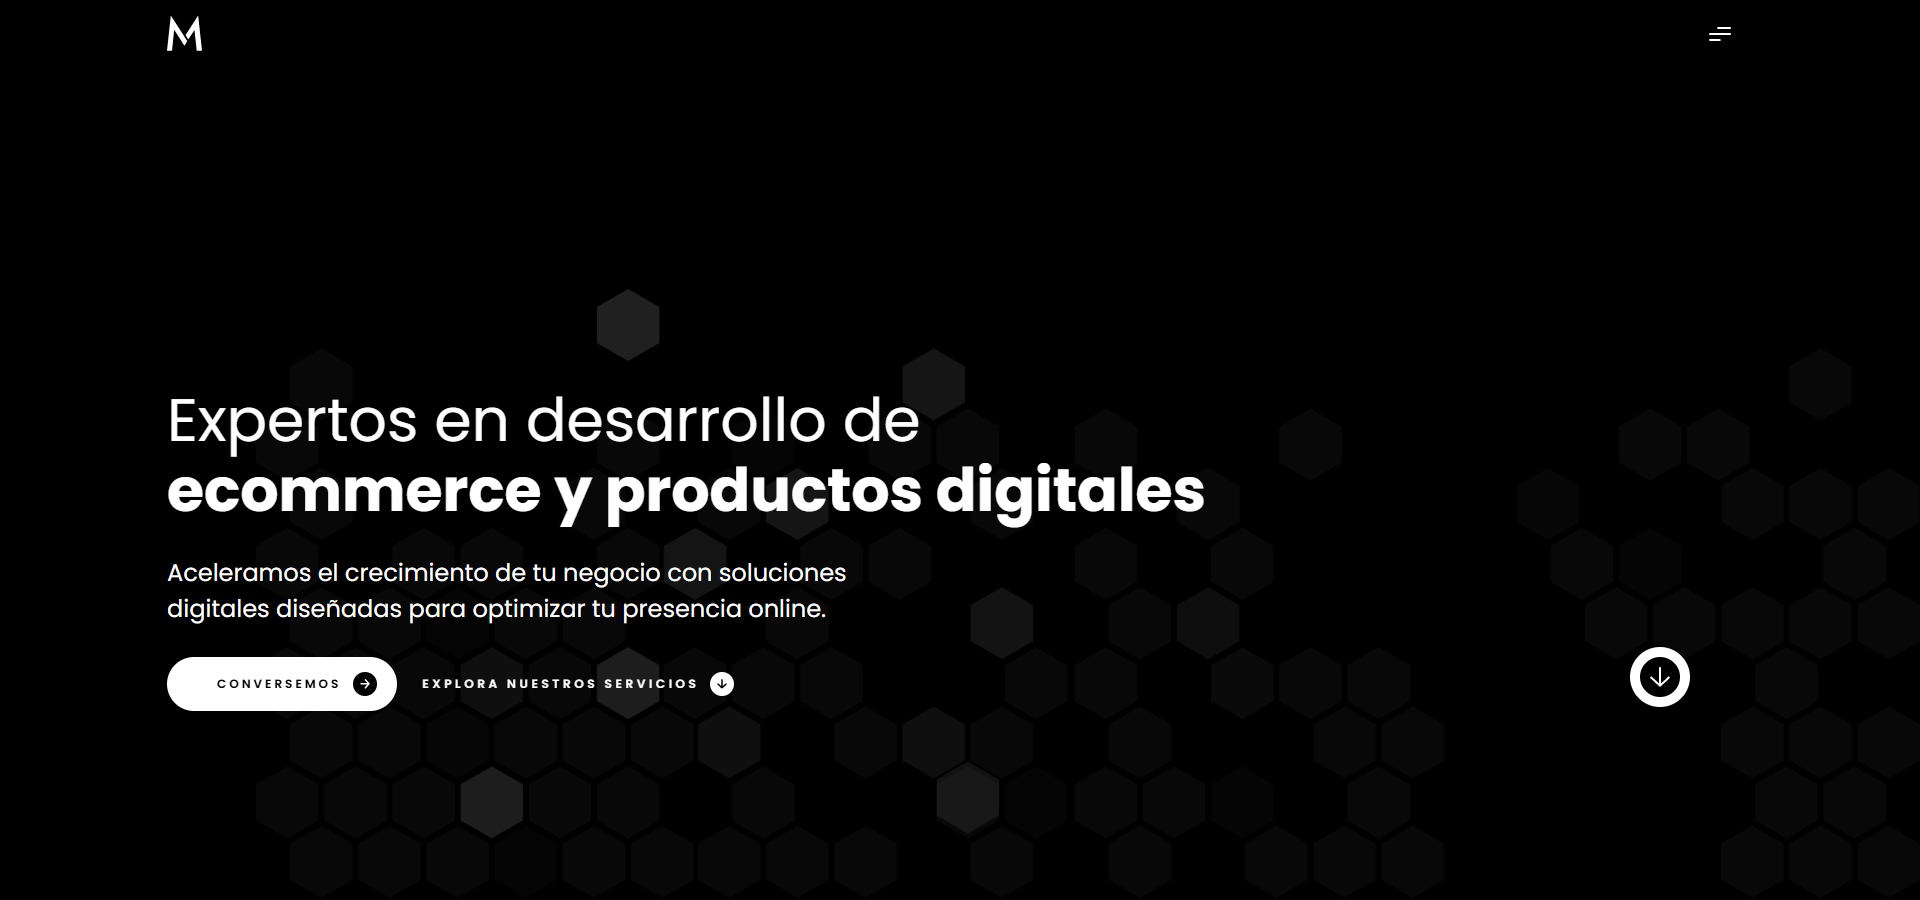 M
Expertos en desarrollo de
ecommerce y productos digitales
Aceleramos el crecimiento de tu negocio con soluciones
digitales diseñadas para optimizar tu presencia online.
CONVERSEMOS
EXPLORA NUESTROS SERVICIOS